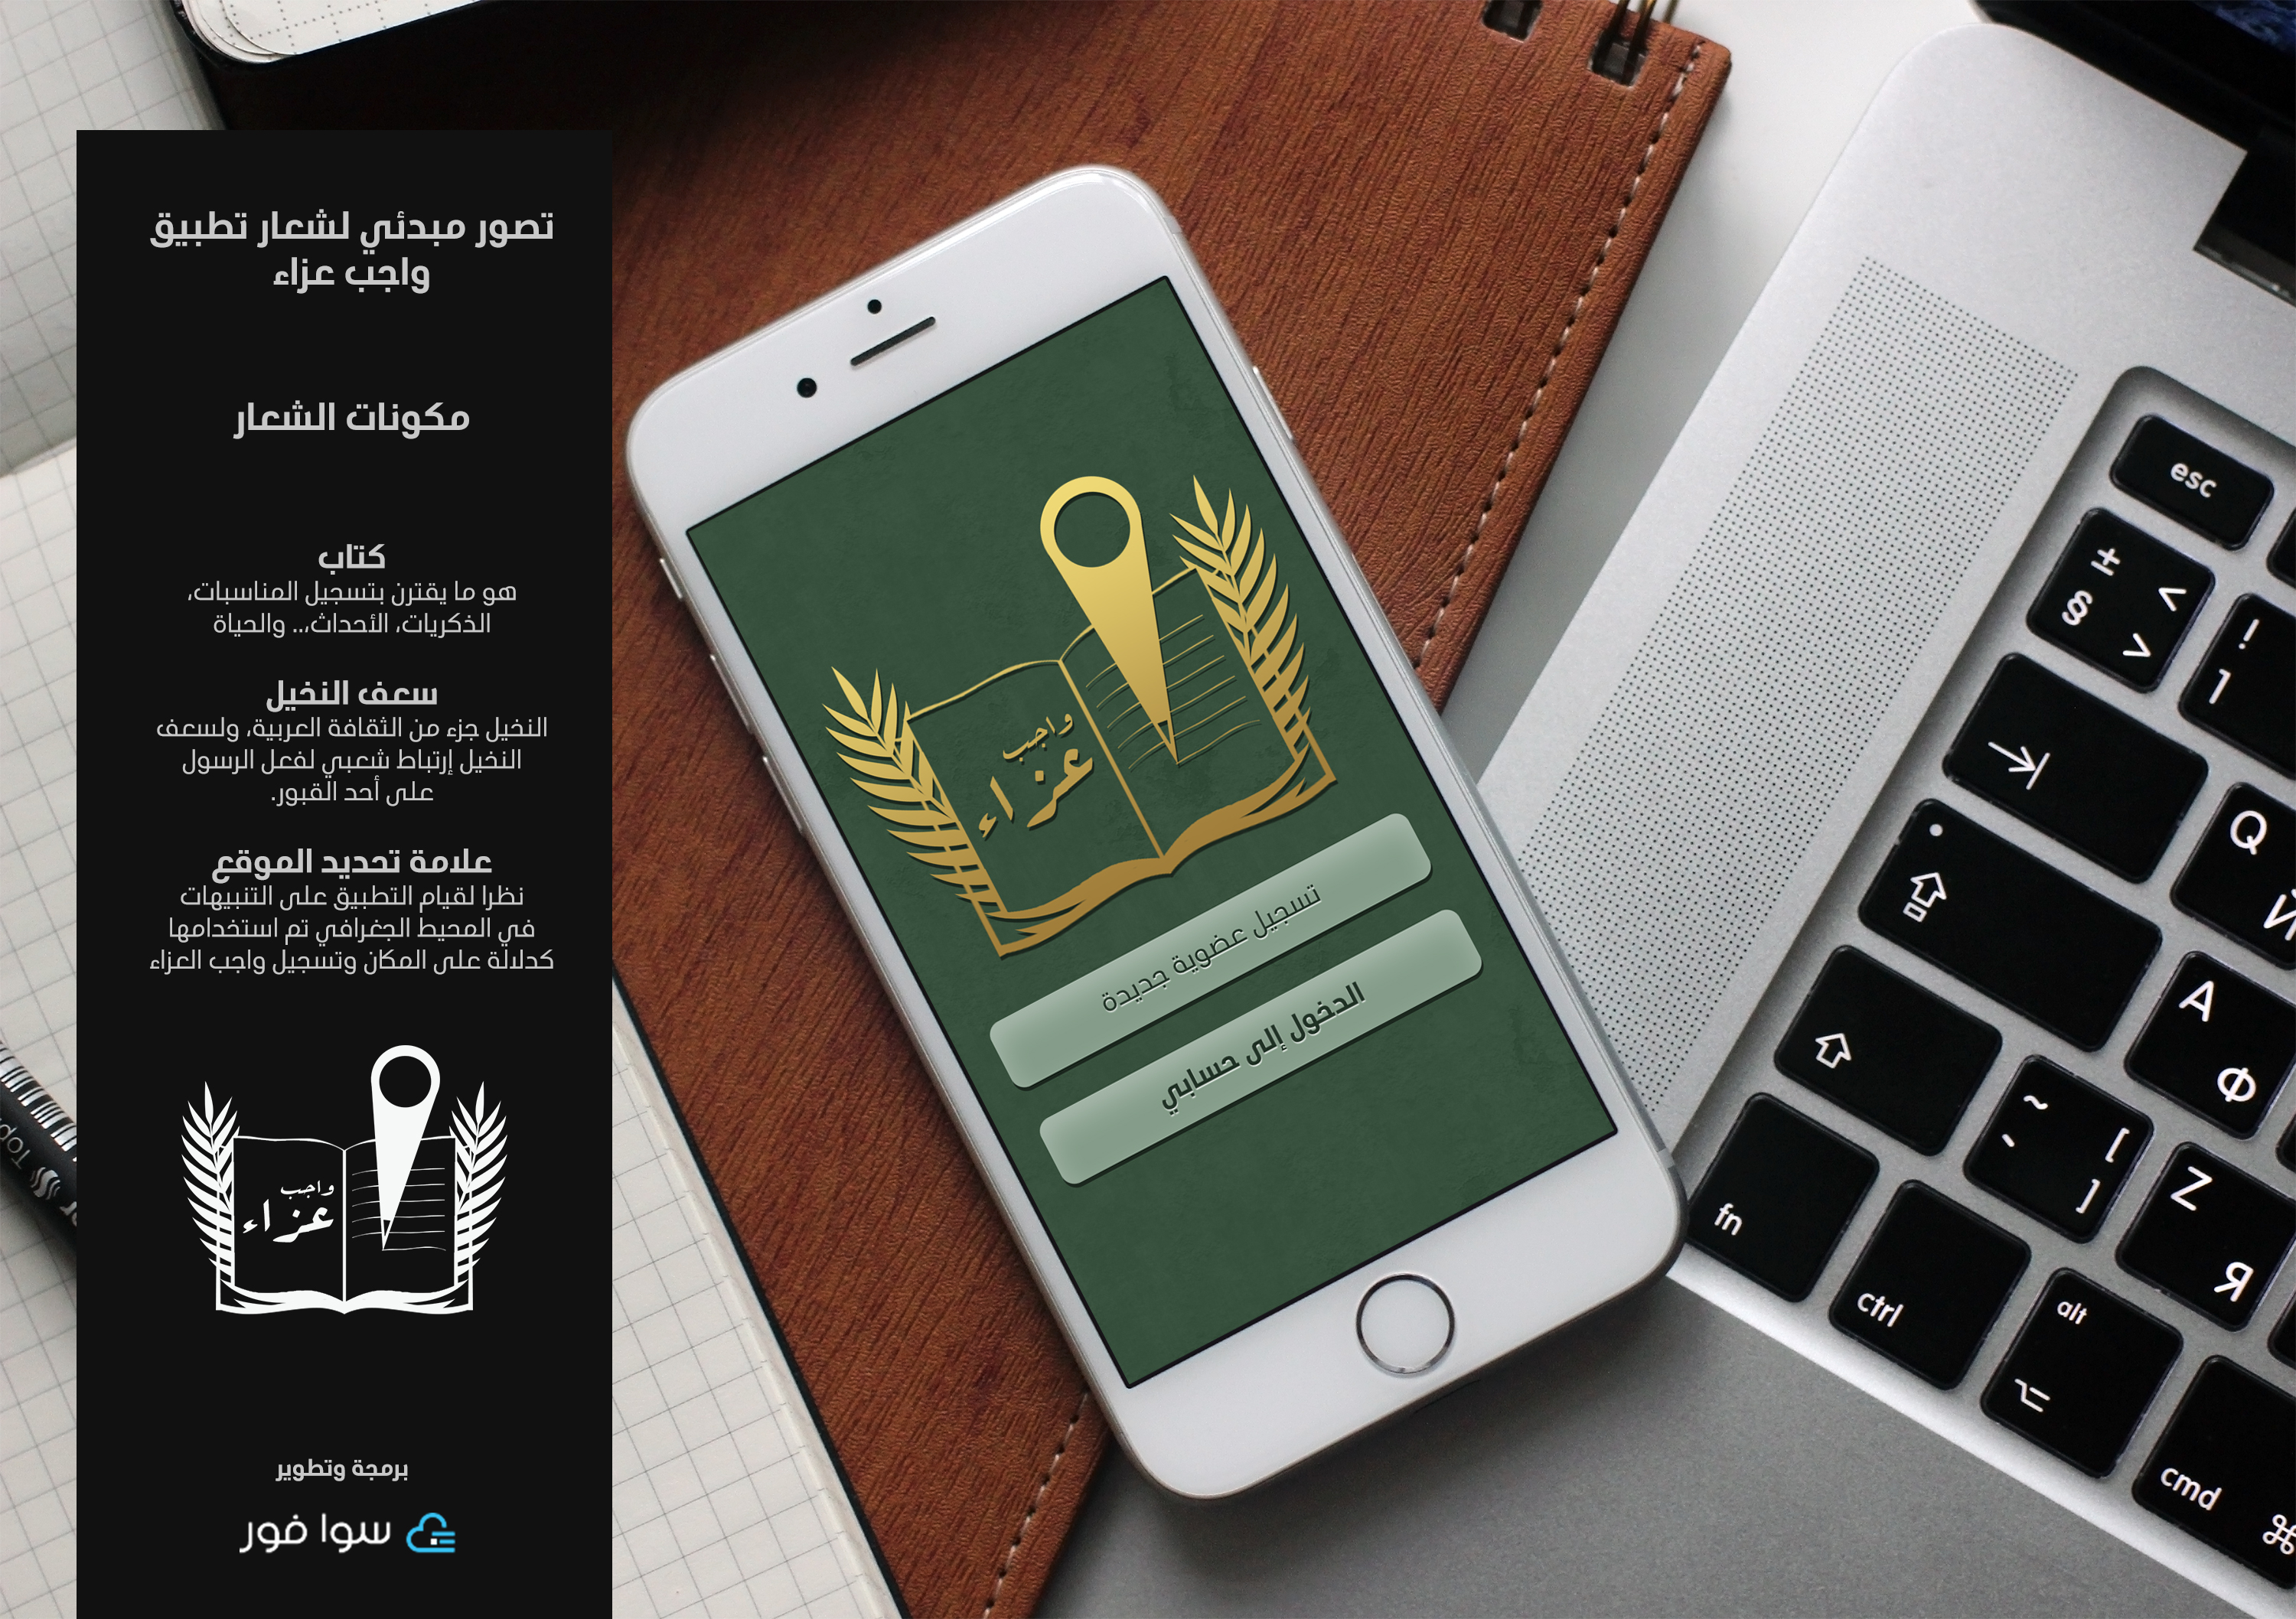 تصور مبدئي لشعار تطبيق
واجب عزاء
مكونات الشعار
كتاب
هو ما يقترن بتسجيل المناسبات،
الذكريات، الأحداث،.. والحياة
سعف النخيل
النخيل جزء من الثقافة العربية، ولسعف
النخيل إرتباط شعبي لفعل الرسول
على أحد القبور.
علامة تحديد الموقع
نظرا لقيام التطبيق على التنبيهات
في المحيط الجغرافي تم استخدامها
كدلالة على المكان وتسجيل واجب العزاء
واجب
عزاء
برمجة وتطوير
سوا فور
واجب
عزاء
تسجيل عضوية جديدة
الدخول إلى حسابي
esc
± >
§ <
!
1
Q
Й
A
Ф
~ [
` ]
Z
Я
fn
ctrl
alt
cmd
⌘